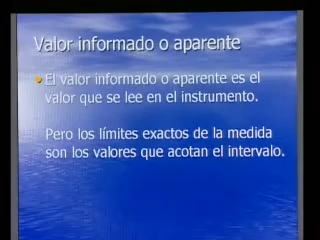 Valor informado o aparente
El valor informado o aparente es el
valor que se lee en el instrumento.
Pero los límites exactos de la medida
son los valores que acotan el intervalo.